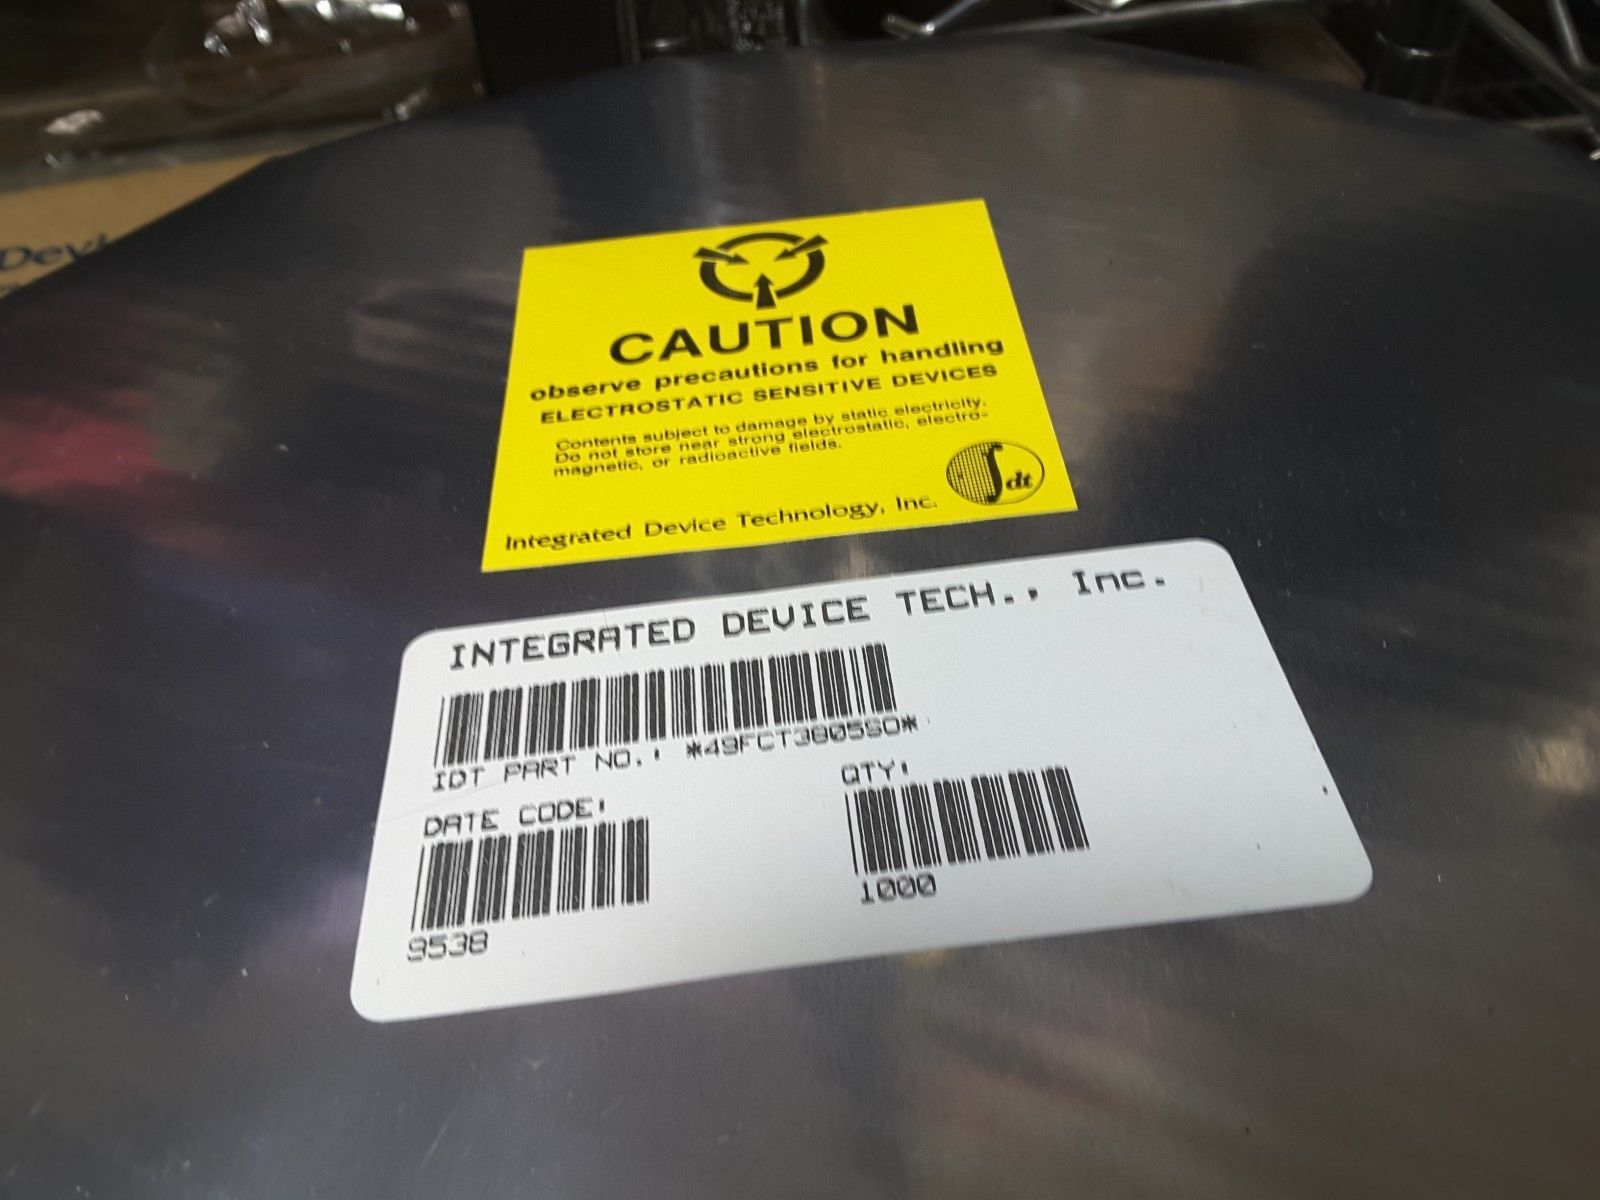 CAUTION
observe precautions for handling
ELECTROSTATIC SENSITIVE DEVICES
Contents subject to damage by static electricity.
Do not store near strong electrostatic, electro-
magnetic, or radioactive fields.
dt
Integrated Device Technology, Inc.
INTEGRATED DEVICE TECH., Inc.
IDT PART NO.: *49FCT3805SO*
DATE CODE:
9538
QTY:
1000